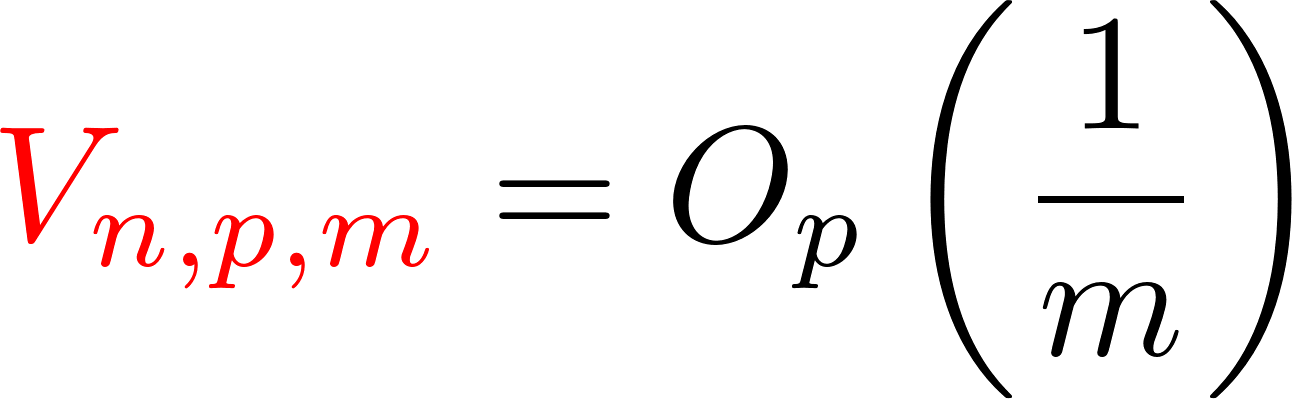 V_{n,p,m} = O_p \left( \frac{1}{m} \right)